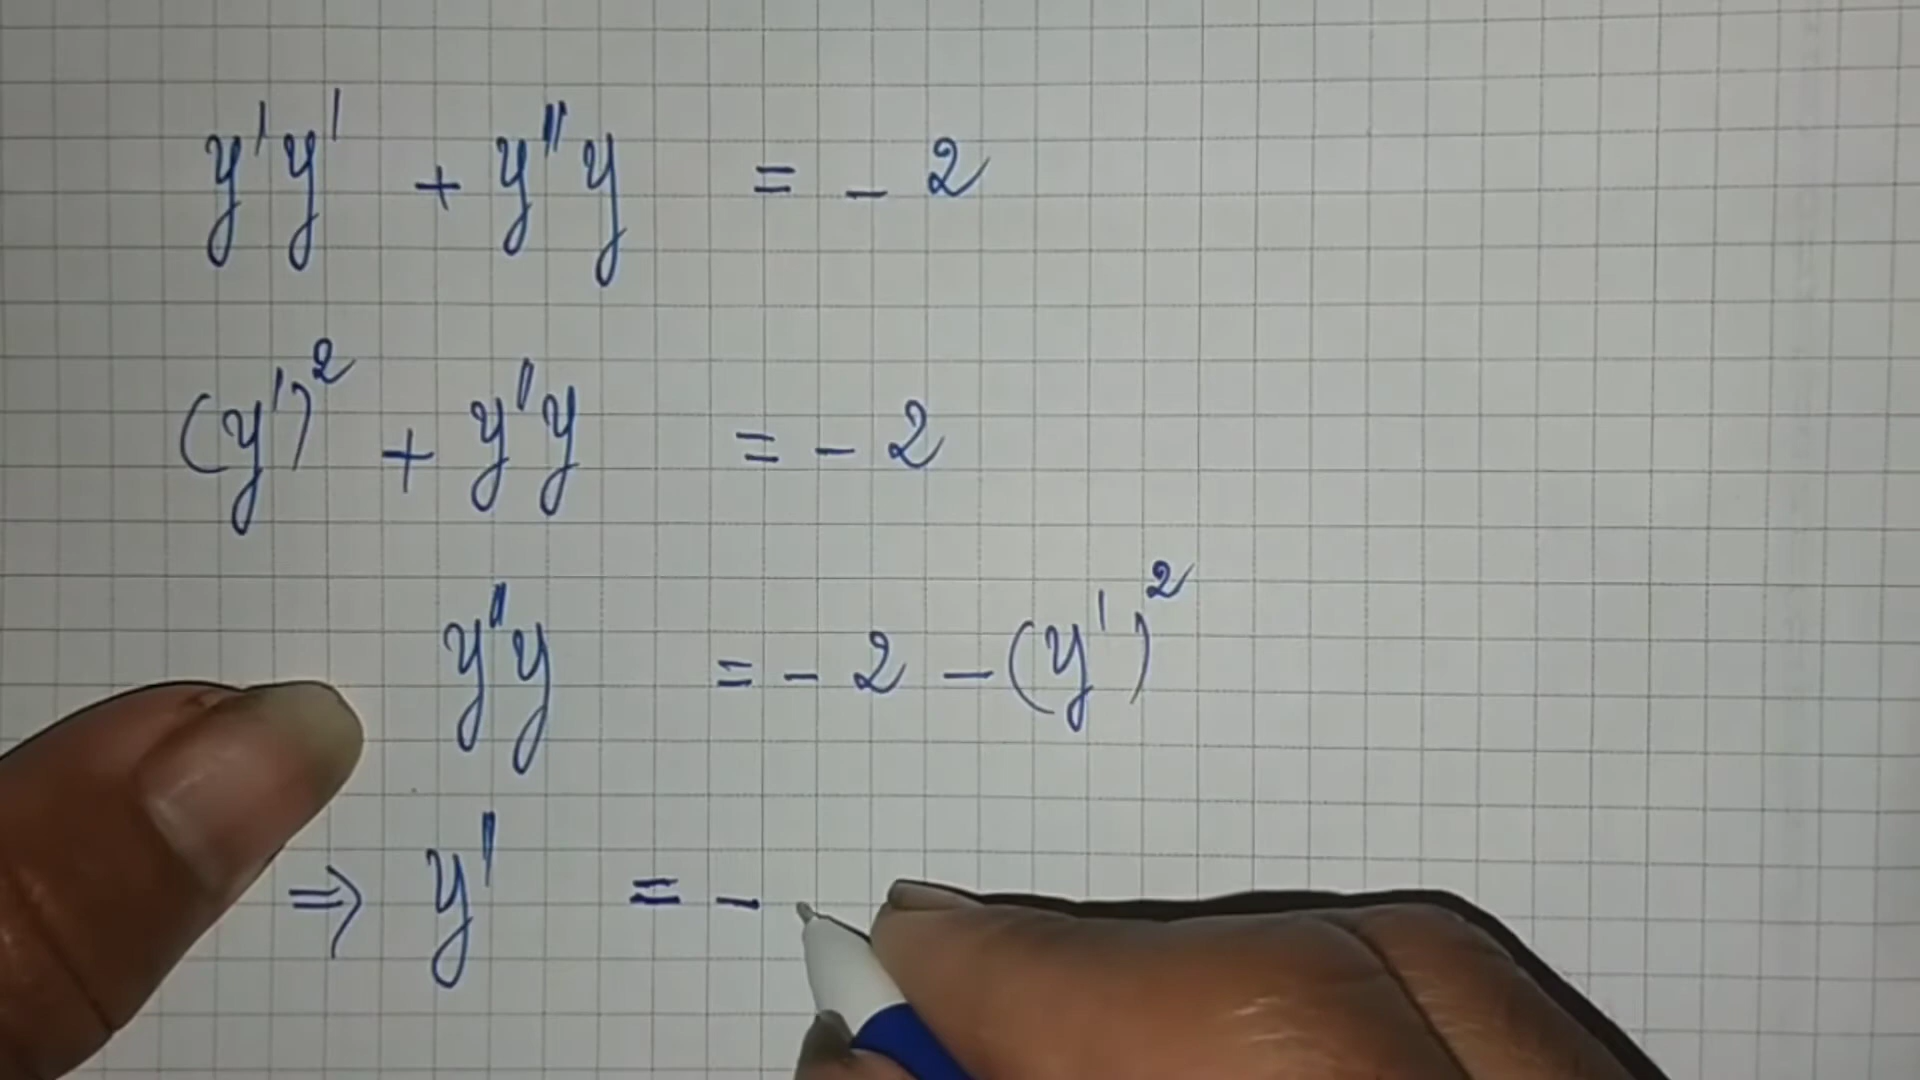 y'y' + y''y = - 2
(y')² + y''y = - 2
y''y = - 2 - (y')²
⇒ y'' = -